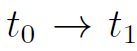 t₀ → t₁